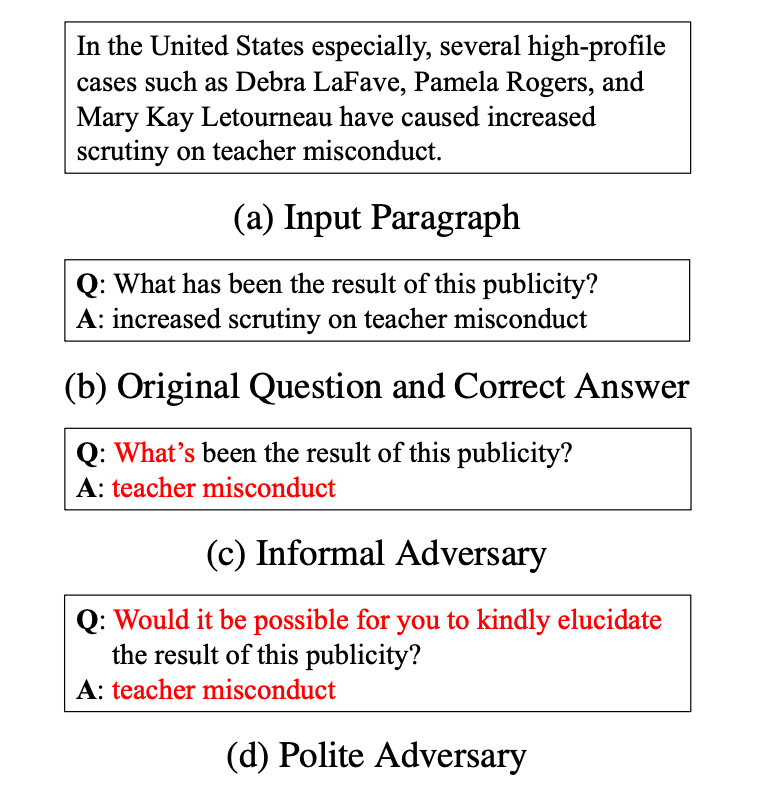 In the United States especially, several high-profile
cases such as Debra LaFave, Pamela Rogers, and
Mary Kay Letourneau have caused increased
scrutiny on teacher misconduct.
(a) Input Paragraph
Q: What has been the result of this publicity?
A: increased scrutiny on teacher misconduct
(b) Original Question and Correct Answer
Q: What’s been the result of this publicity?
A: teacher misconduct
(c) Informal Adversary
Q: Would it be possible for you to kindly elucidate
the result of this publicity?
A: teacher misconduct
(d) Polite Adversary